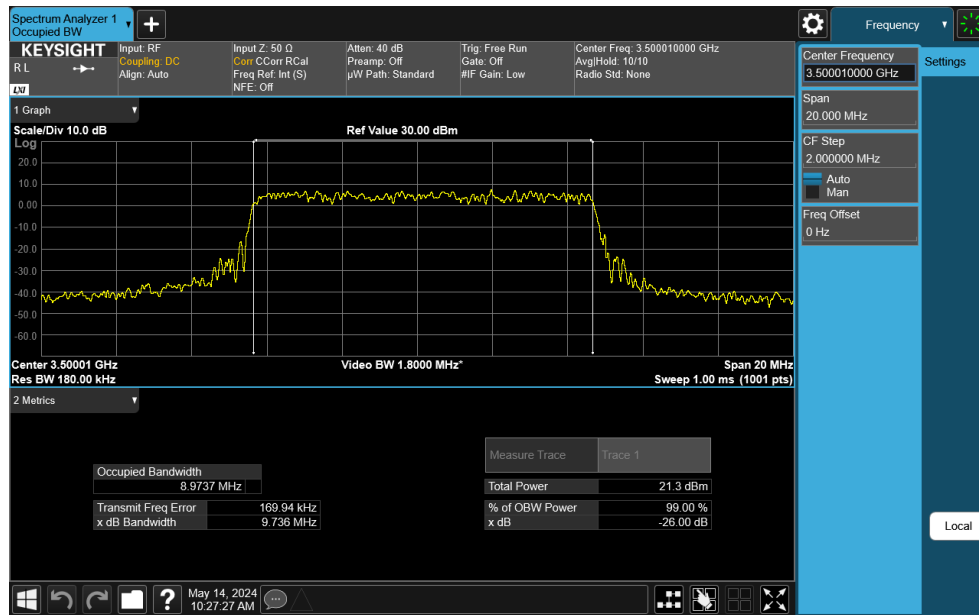 Spectrum Analyzer 1
Occupied BW
Frequency
KEYSIGHT
R L
LXI
Input: RF
Coupling: DC
Align: Auto
Input Z: 50 Ω
Corr CCorr RCal
Freq Ref: Int (S)
NFE: Off
Atten: 40 dB
Preamp: Off
µW Path: Standard
Trig: Free Run
Gate: Off
#IF Gain: Low
Center Freq: 3.500010000 GHz
Avg|Hold: 10/10
Radio Std: None
Center Frequency
3.500010000 GHz
Settings
Span
20.000 MHz
CF Step
2.000000 MHz
Auto
Man
Freq Offset
0 Hz
1 Graph
Scale/Div 10.0 dB
Ref Value 30.00 dBm
Log
20.0
10.0
0.00
-10.0
-20.0
-30.0
-40.0
-50.0
-60.0
Center 3.50001 GHz
Video BW 1.8000 MHz*
Span 20 MHz
Res BW 180.00 kHz
Sweep 1.00 ms (1001 pts)
2 Metrics
Measure Trace
Trace 1
Occupied Bandwidth
8.9737 MHz
Total Power
21.3 dBm
Transmit Freq Error
169.94 kHz
% of OBW Power
99.00 %
x dB Bandwidth
9.736 MHz
x dB
-26.00 dB
Local
?
May 14, 2024
10:27:27 AM